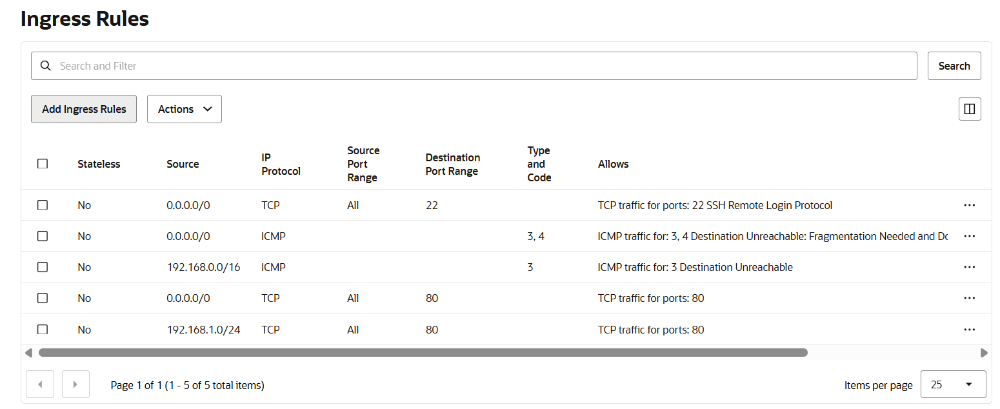 Ingress Rules
Search and Filter
Search
Add Ingress Rules
Actions
Stateless
Source
IP Protocol
Source Port Range
Destination Port Range
Type and Code
Allows
No 0.0.0.0/0 TCP All 22 TCP traffic for ports: 22 SSH Remote Login Protocol
No 0.0.0.0/0 ICMP 3, 4 ICMP traffic for: 3, 4 Destination Unreachable: Fragmentation Needed and Do
No 192.168.0.0/16 ICMP 3 ICMP traffic for: 3 Destination Unreachable
No 0.0.0.0/0 TCP All 80 TCP traffic for ports: 80
No 192.168.1.0/24 TCP All 80 TCP traffic for ports: 80
Page 1 of 1 (1 - 5 of 5 total items)
Items per page 25